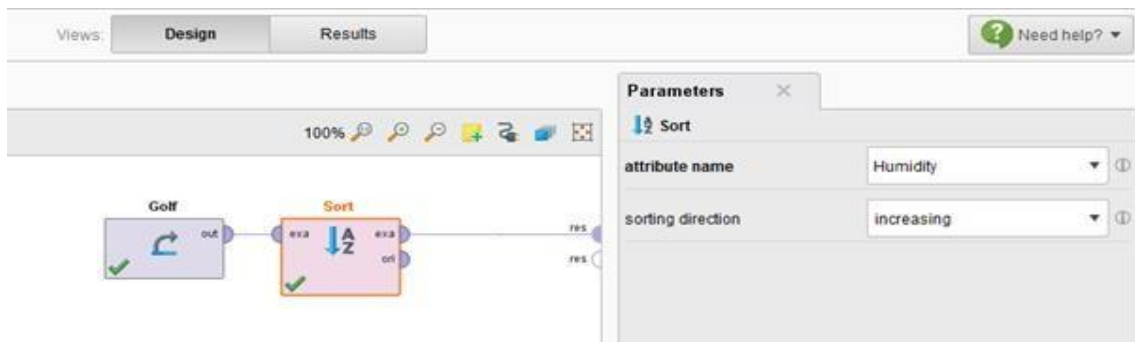 Views: Design Results Need help?
Parameters
100%
Sort
attribute name Humidity
Golf Sort
out exa A Z exa
sorting direction increasing
res
ori
res